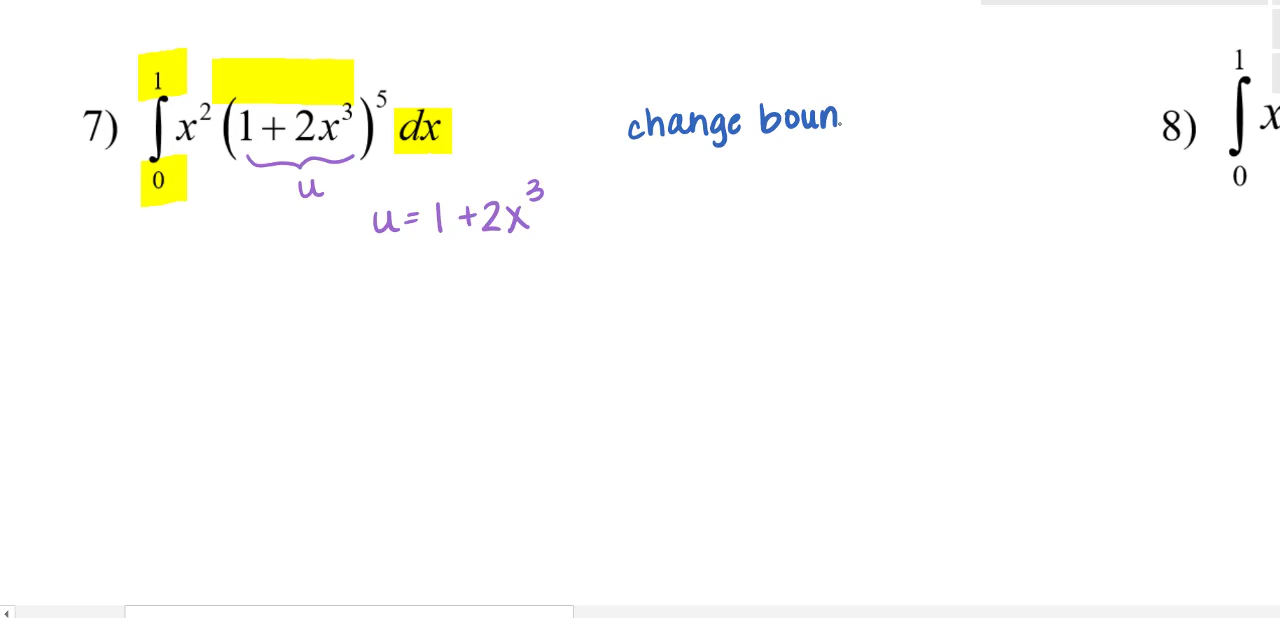 7) ∫₀¹ x² (1 + 2x³)⁵ dx
change boun
8) ∫₀¹ x
u
u = 1 + 2x³